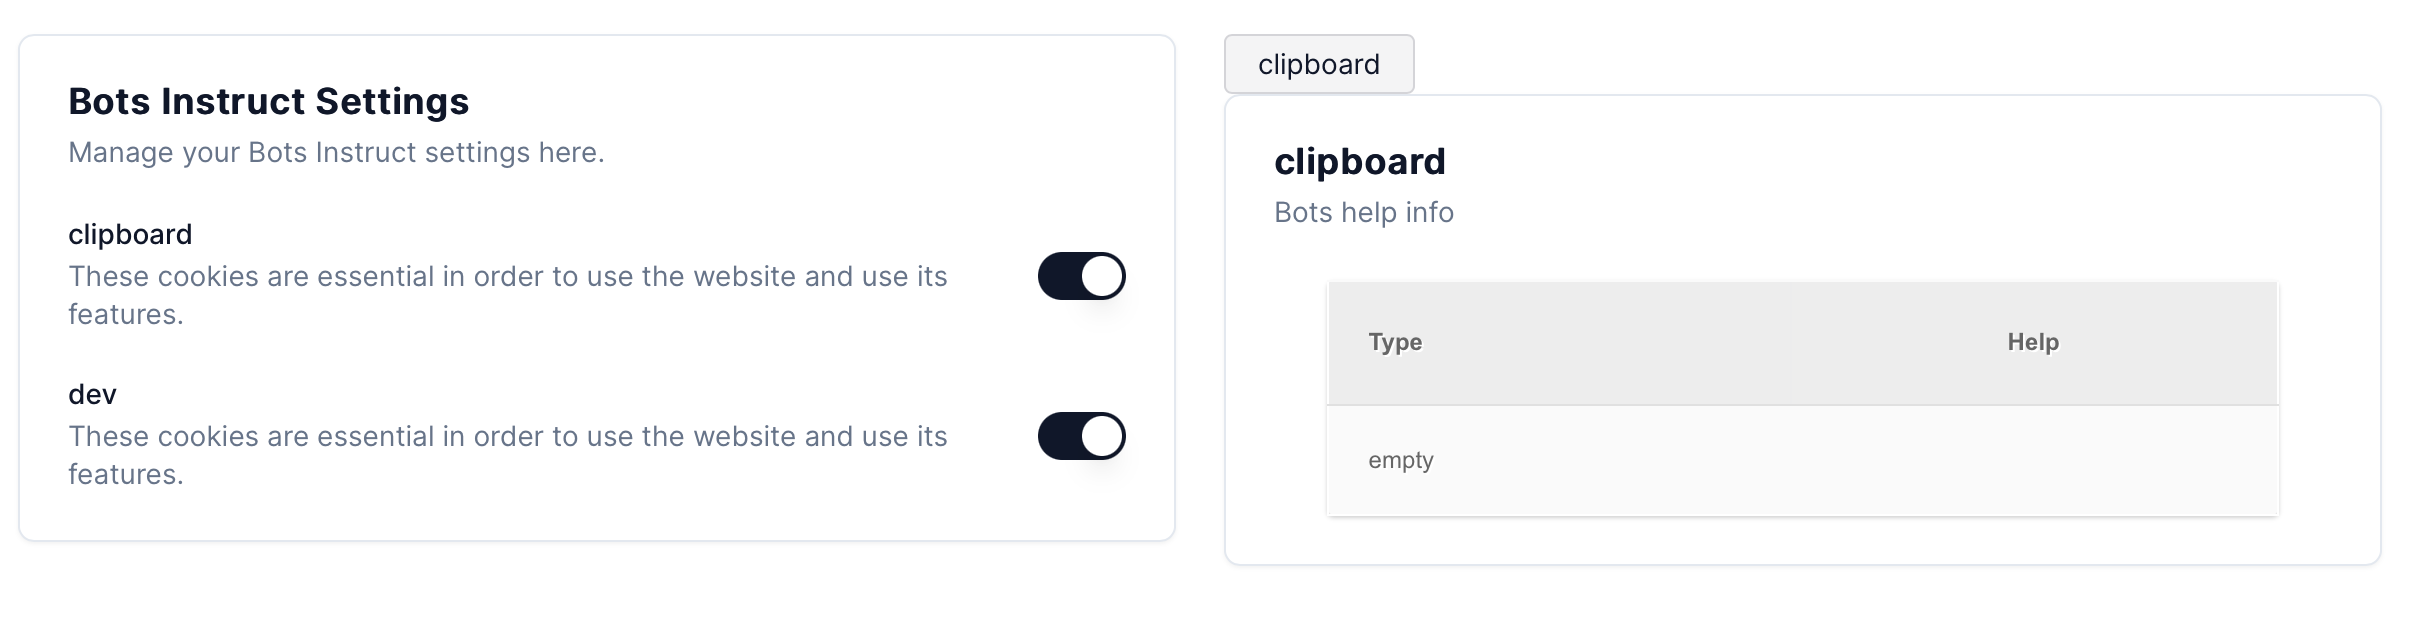 Bots Instruct Settings
Manage your Bots Instruct settings here.
clipboard
These cookies are essential in order to use the website and use its
features.
dev
These cookies are essential in order to use the website and use its
features.
clipboard
clipboard
Bots help info
Type Help
empty